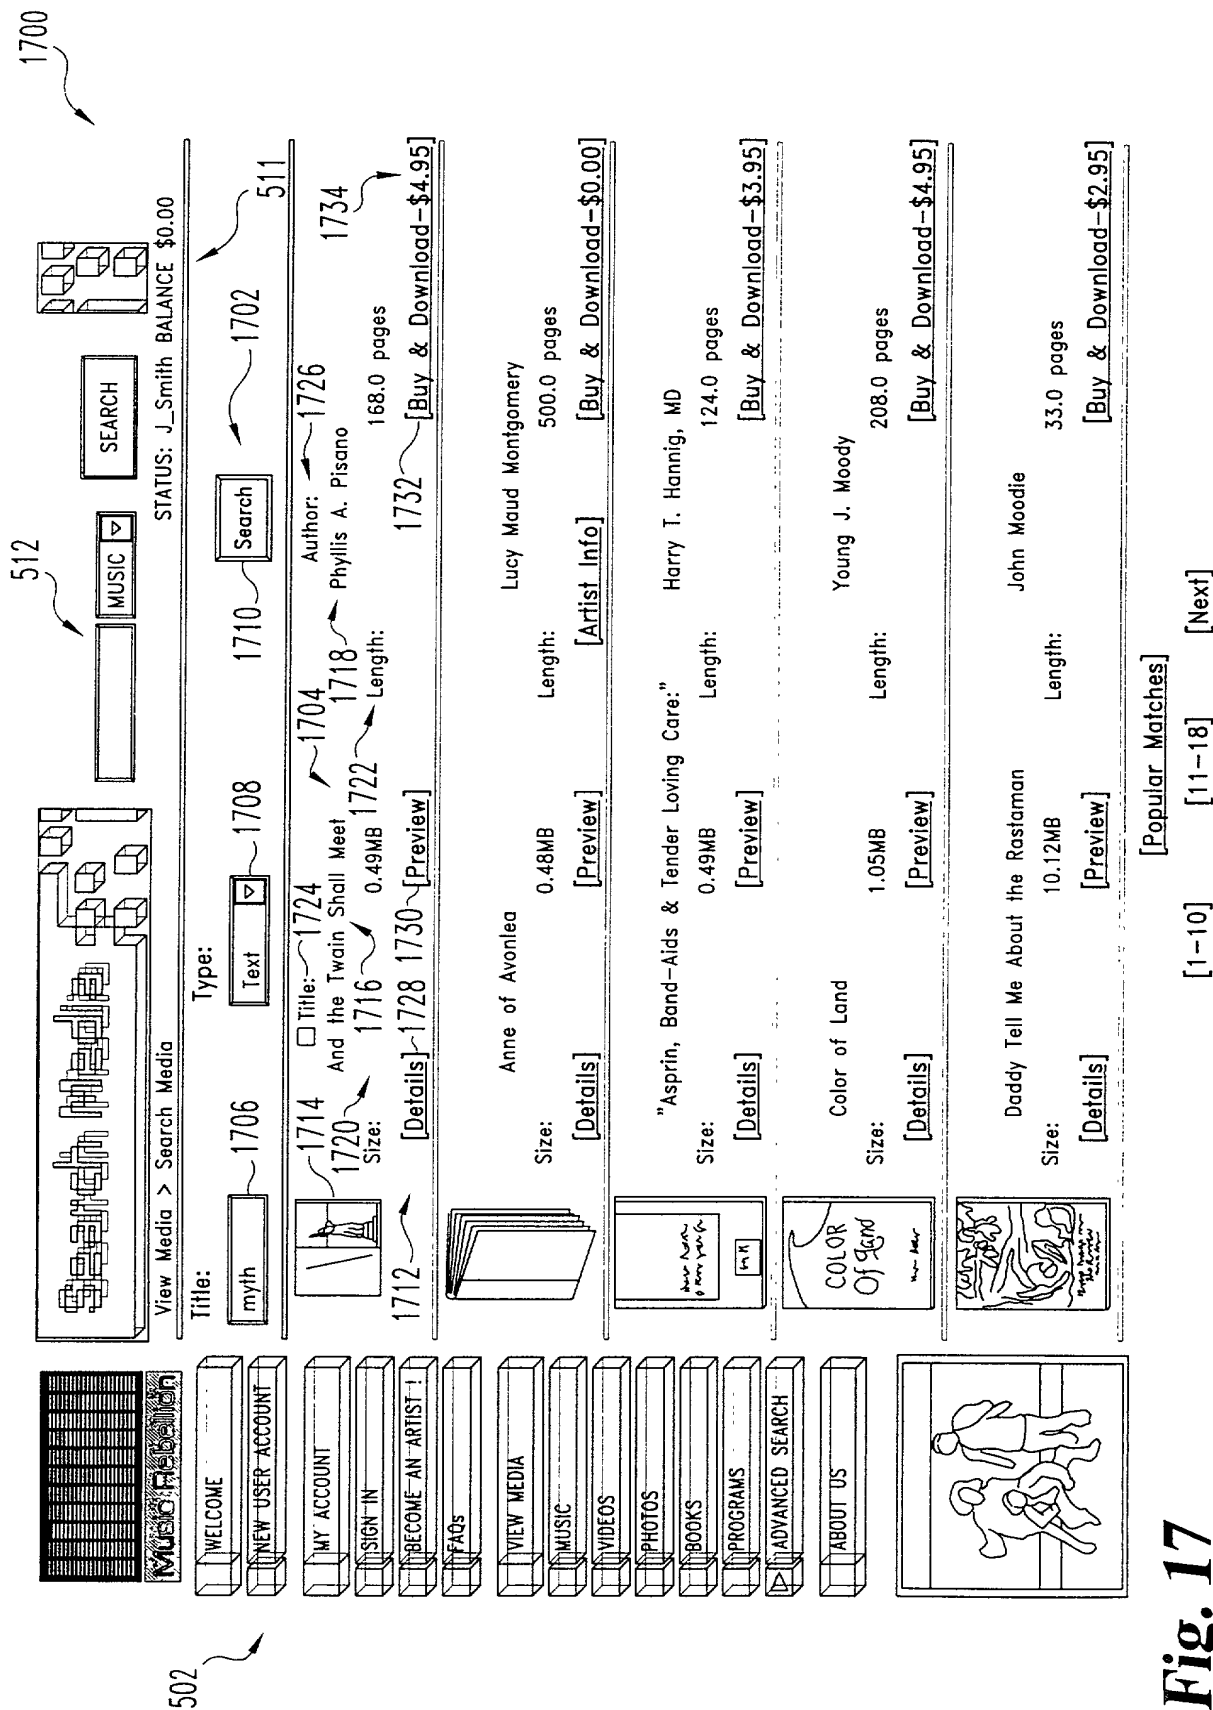 1700
512
Music Rebellion
Search Media
MUSIC
SEARCH
View Media > Search Media
STATUS: J_Smith BALANCE $0.00
511
502
WELCOME
NEW USER ACCOUNT
MY ACCOUNT
SIGN IN
BECOME AN ARTIST !
FAQs
VIEW MEDIA
MUSIC
VIDEOS
PHOTOS
BOOKS
PROGRAMS
ADVANCED SEARCH
ABOUT US
Title:
Type:
myth
1706
Text
1708
1710
Search
1702
1714
Title:
1724
1704
Author:
1726
And the Twain Shall Meet
1718
Phyllis A. Pisano
1720
1716
1722
1734
Size:
0.49MB
Length:
168.0 pages
1712
[Details]
1728
1730
[Preview]
1732
[Buy & Download-$4.95]
Anne of Avonlea
Lucy Maud Montgomery
Size:
0.48MB
Length:
500.0 pages
[Details]
[Preview]
[Artist Info]
[Buy & Download-$0.00]
"Asprin, Band-Aids & Tender Loving Care:"
Harry T. Hannig, MD
Size:
0.49MB
Length:
124.0 pages
[Details]
[Preview]
[Buy & Download-$3.95]
COLOR
Of Land
Color of Land
Young J. Moody
Size:
1.05MB
Length:
208.0 pages
[Details]
[Preview]
[Buy & Download-$4.95]
Daddy Tell Me About the Rastaman
John Moodie
Size:
10.12MB
Length:
33.0 pages
[Details]
[Preview]
[Buy & Download-$2.95]
[Popular Matches]
[1-10]
[11-18]
[Next]
Fig. 17